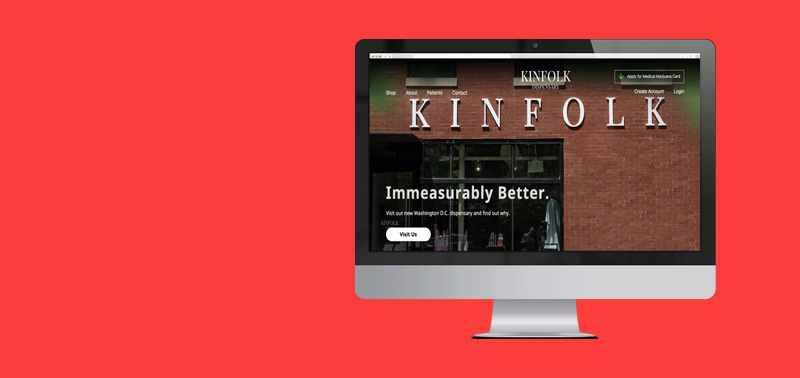 KINFOLK
DISPENSARY
Apply for Medical Marijuana Card
Shop About Patients Contact
Create Account Login
KINFOLK
Immeasurably Better.
Visit our new Washington D.C. dispensary and find out why.
KINFOLK
Visit Us